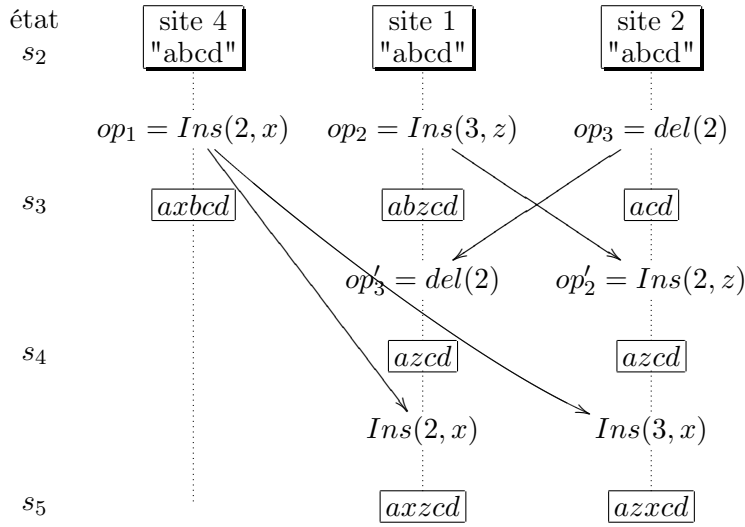 état site 4 site 1 site 2
s₂ "abcd" "abcd" "abcd"
op₁ = Ins(2, x) op₂ = Ins(3, z) op₃ = del(2)
s₃ axbcd abzcd acd
op′₃ = del(2) op′₂ = Ins(2, z)
s₄ azcd azcd
Ins(2, x) Ins(3, x)
s₅ axzcd azxcd